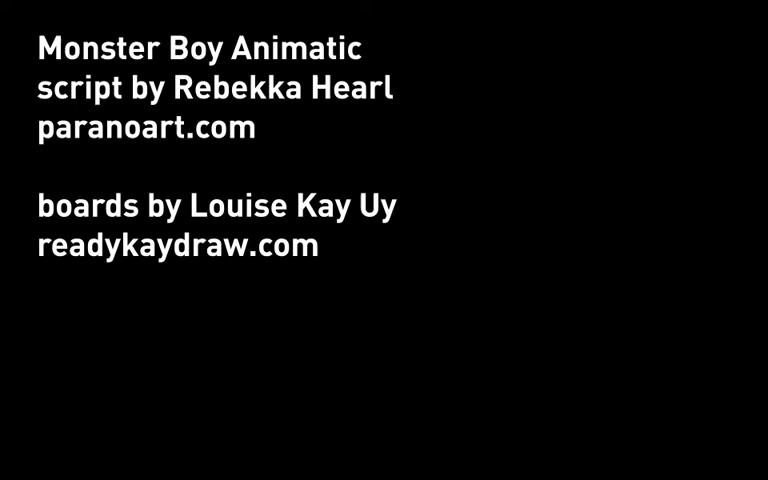 Monster Boy Animatic
script by Rebekka Hearl
paranoart.com
boards by Louise Kay Uy
readykaydraw.com